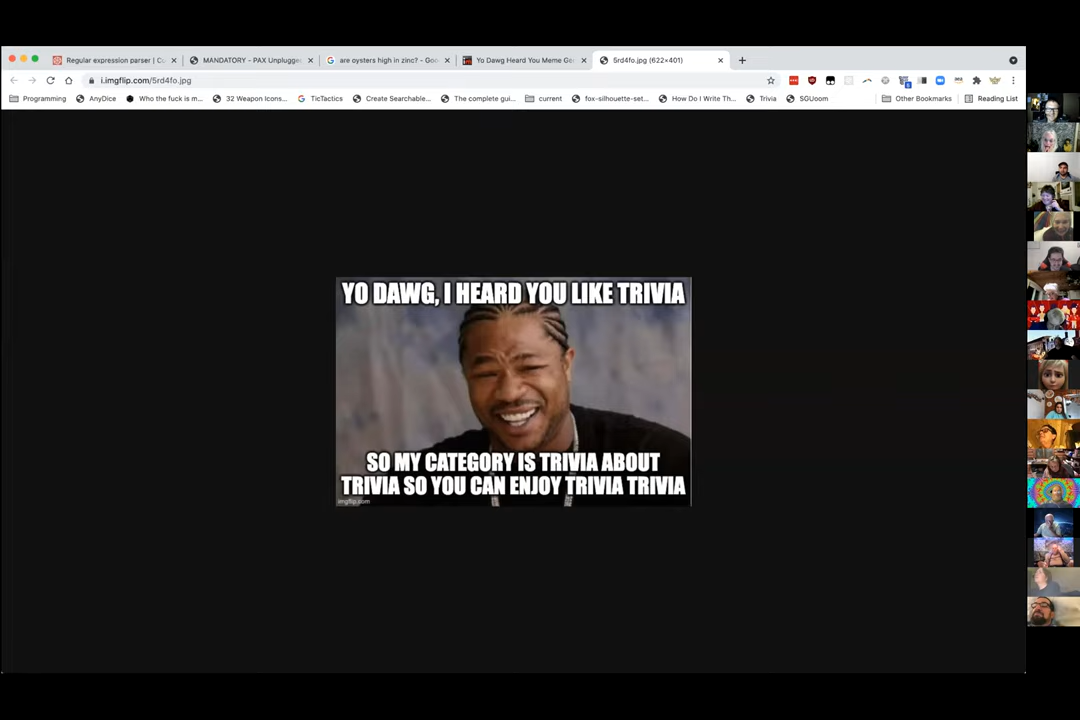 Regular expression parser | Cu
MANDATORY - PAX Unplugge
are oysters high in zinc? - Goo
Yo Dawg Heard You Meme Ge
5rd4fo.jpg (622×401)
i.imgflip.com/5rd4fo.jpg
Programming
AnyDice
Who the fuck is m...
32 Weapon Icons...
TicTactics
Create Searchable...
The complete gui...
current
fox-silhouette-set...
How Do I Write Th...
Trivia
SGUoom
Other Bookmarks
Reading List
YO DAWG, I HEARD YOU LIKE TRIVIA
SO MY CATEGORY IS TRIVIA ABOUT
TRIVIA SO YOU CAN ENJOY TRIVIA TRIVIA
imgflip.com